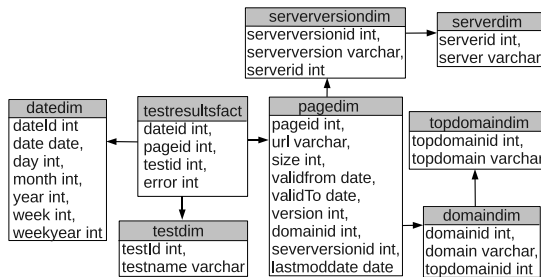 serverversiondim
serverversionid int,
serverversion varchar,
serverid int
serverdim
serverid int,
server varchar
datedim
dateId int
date date,
day int,
month int,
year int,
week int,
weekyear int
testresultsfact
dateid int,
pageid int,
testid int,
error int
pagedim
pageid int,
url varchar,
size int,
validfrom date,
validTo date,
version int,
domainid int,
severversionid int,
lastmoddate date
topdomaindim
topdomainid int,
topdomain varchar
testdim
testId int,
testname varchar
domaindim
domainid int,
domain varchar,
topdomainid int